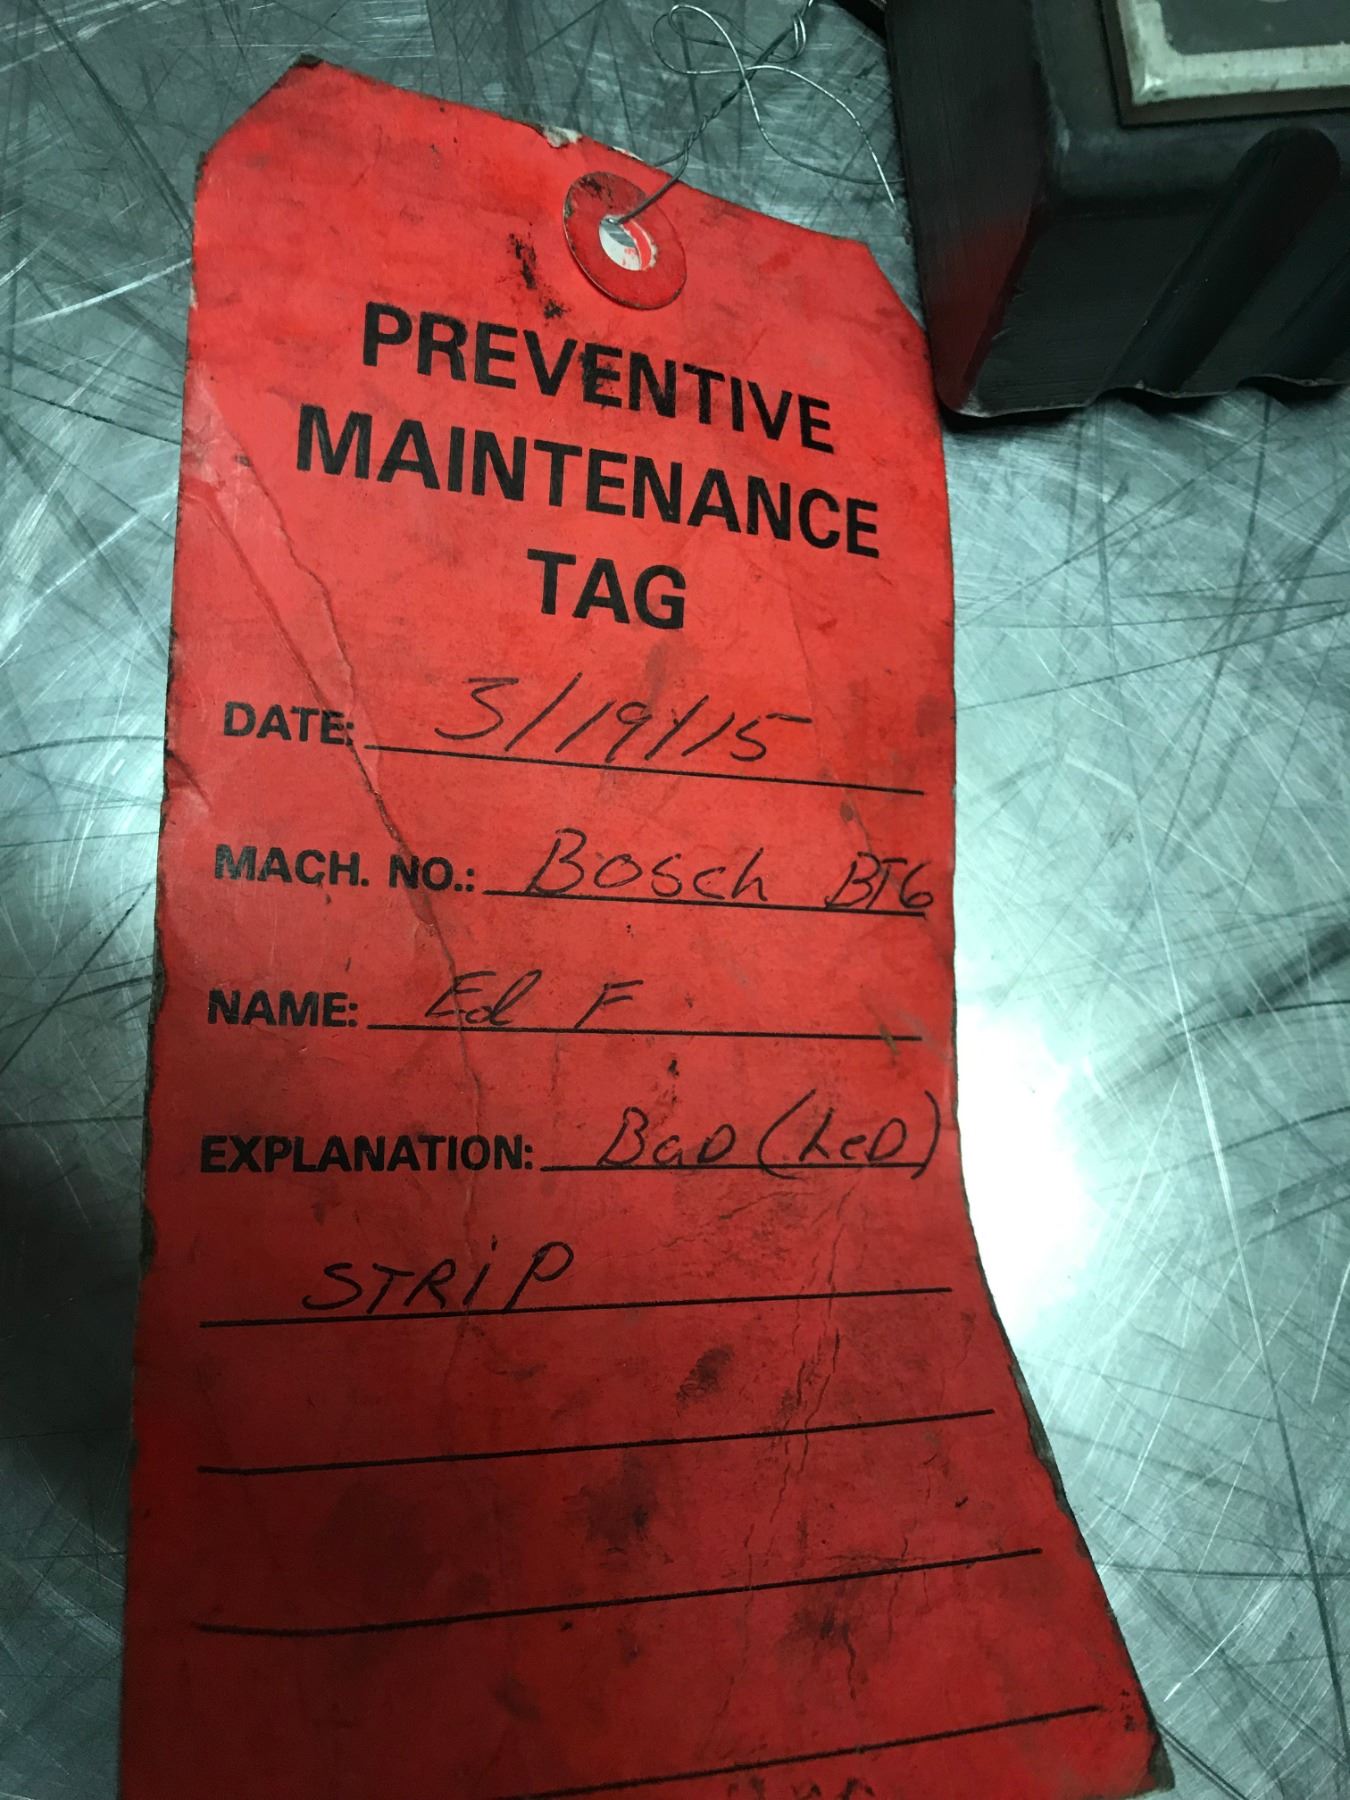 PREVENTIVE
MAINTENANCE
TAG
DATE: 3/19/15
MACH. NO.: Bosch BT6
NAME: Ed F
EXPLANATION: BaD (LeD)
STRiP